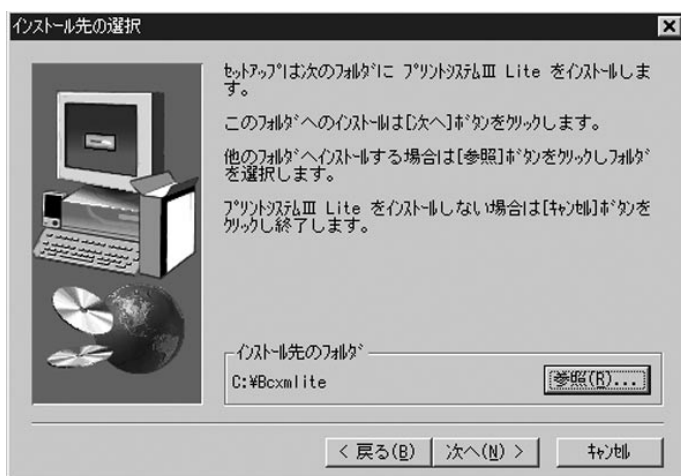 インストール先の選択
セットアップは次のフォルダに プリントシステムⅢ Lite をインストールしま
す。
このフォルダへのインストールは[次へ]ボタンをクリックします。
他のフォルダへインストールする場合は[参照]ボタンをクリックしフォルダ
を選択します。
プリントシステムⅢ Lite をインストールしない場合は[キャンセル]ボタンを
クリックし終了します。
インストール先のフォルダ
C:¥Bcxmlite
参照(R)...
< 戻る(B)
次へ(N) >
キャンセル